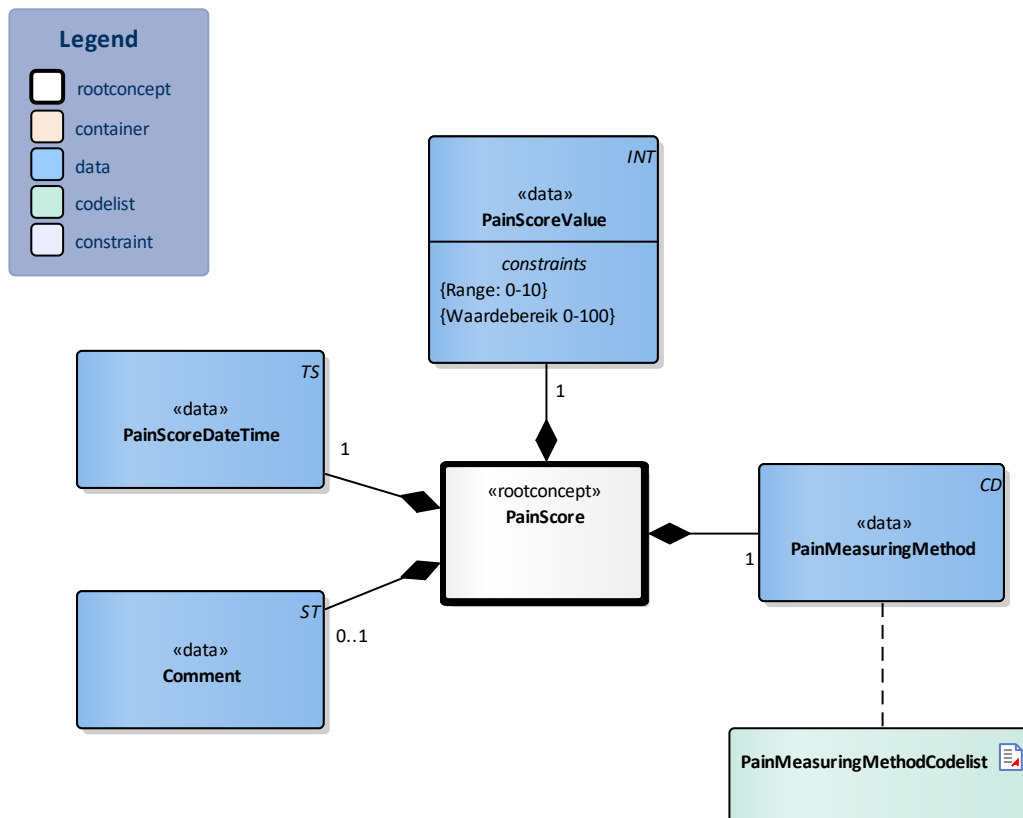 Legend
rootconcept
container
data
codelist
constraint
INT
«data»
PainScoreValue
constraints
{Range: 0-10}
{Waardebereik 0-100}
1
TS
«data»
PainScoreDateTime
1
«rootconcept»
PainScore
CD
«data»
PainMeasuringMethod
1
ST
«data»
Comment
0..1
PainMeasuringMethodCodelist